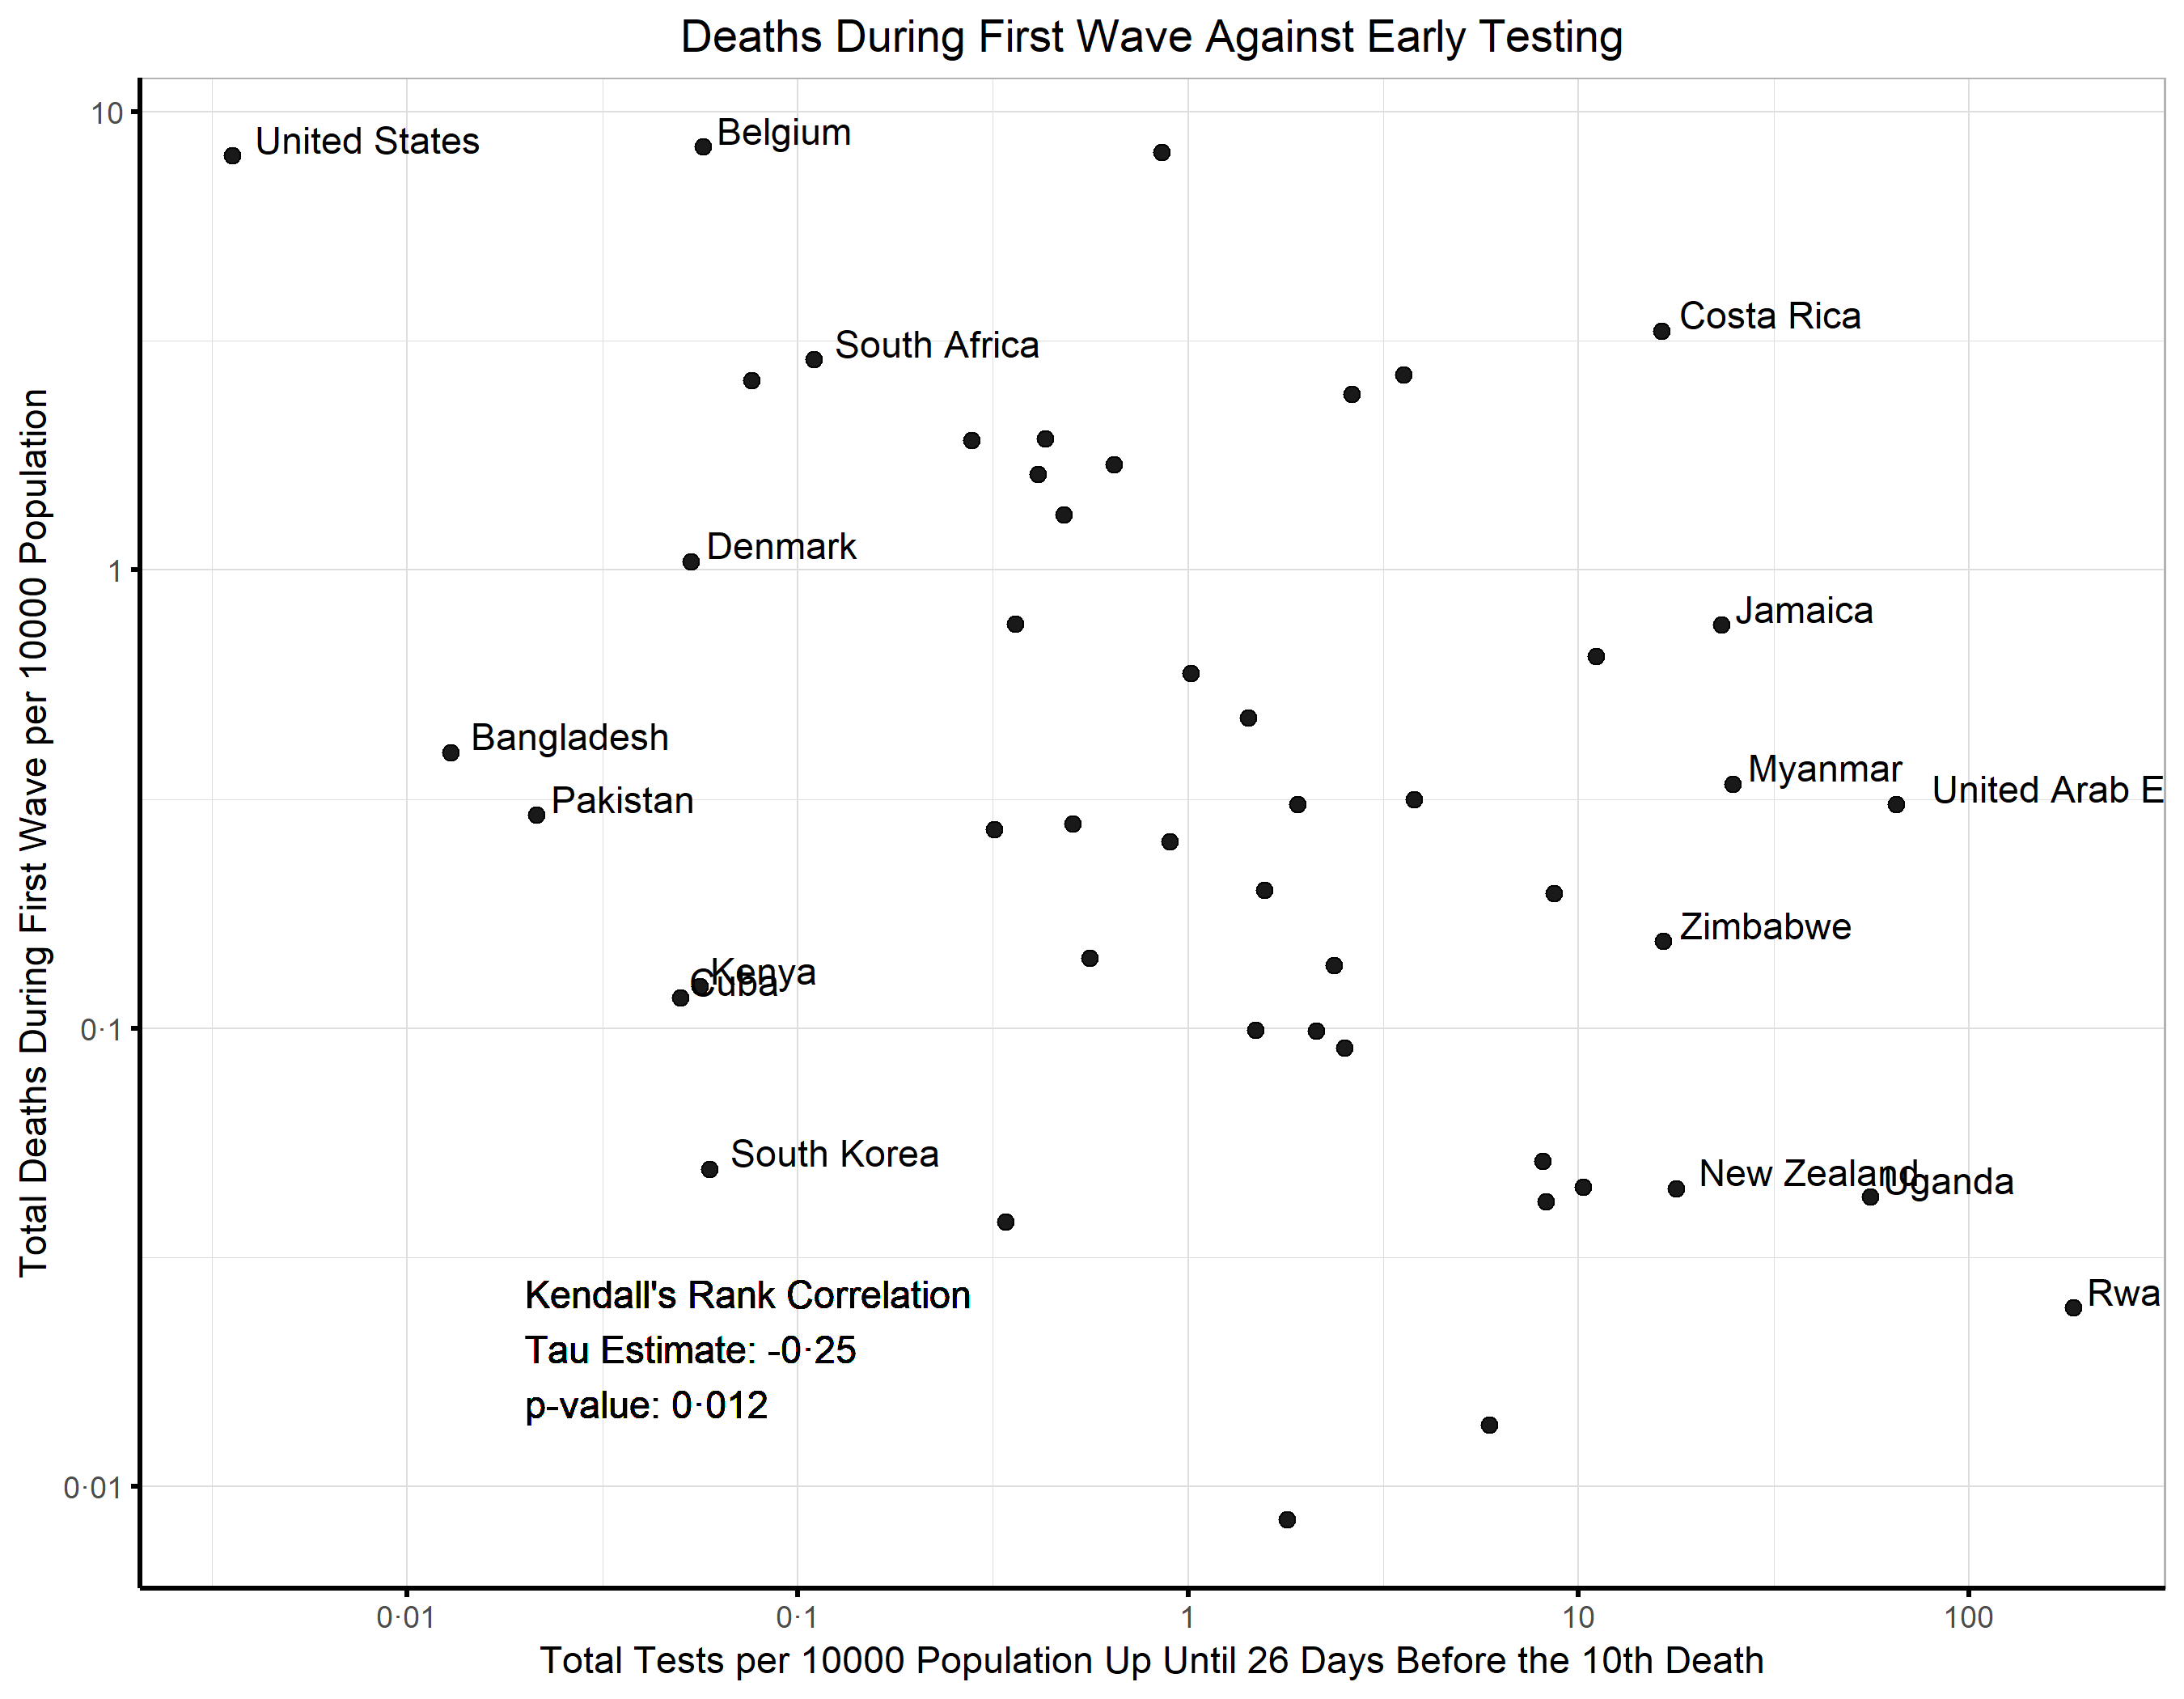 Deaths During First Wave Against Early Testing
Total Deaths During First Wave per 10000 Population
10
1
0·1
0·01
United States
Belgium
Costa Rica
South Africa
Denmark
Jamaica
Bangladesh
Myanmar
United Arab E
Pakistan
Zimbabwe
Kenya
Cuba
South Korea
New Zealand
Uganda
Rwa
Kendall's Rank Correlation
Tau Estimate: -0·25
p-value: 0·012
0·01
0·1
1
10
100
Total Tests per 10000 Population Up Until 26 Days Before the 10th Death